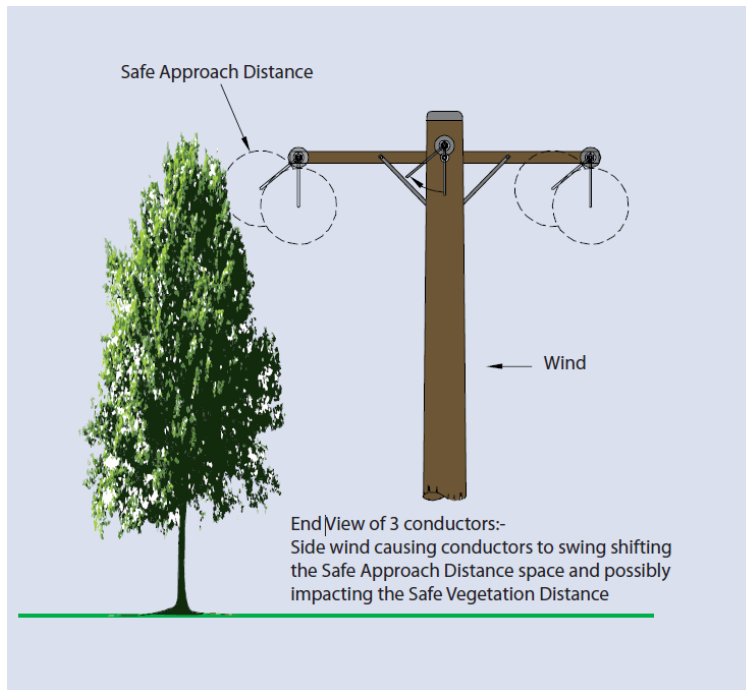 Safe Approach Distance
Wind
End View of 3 conductors:-
Side wind causing conductors to swing shifting
the Safe Approach Distance space and possibly
impacting the Safe Vegetation Distance